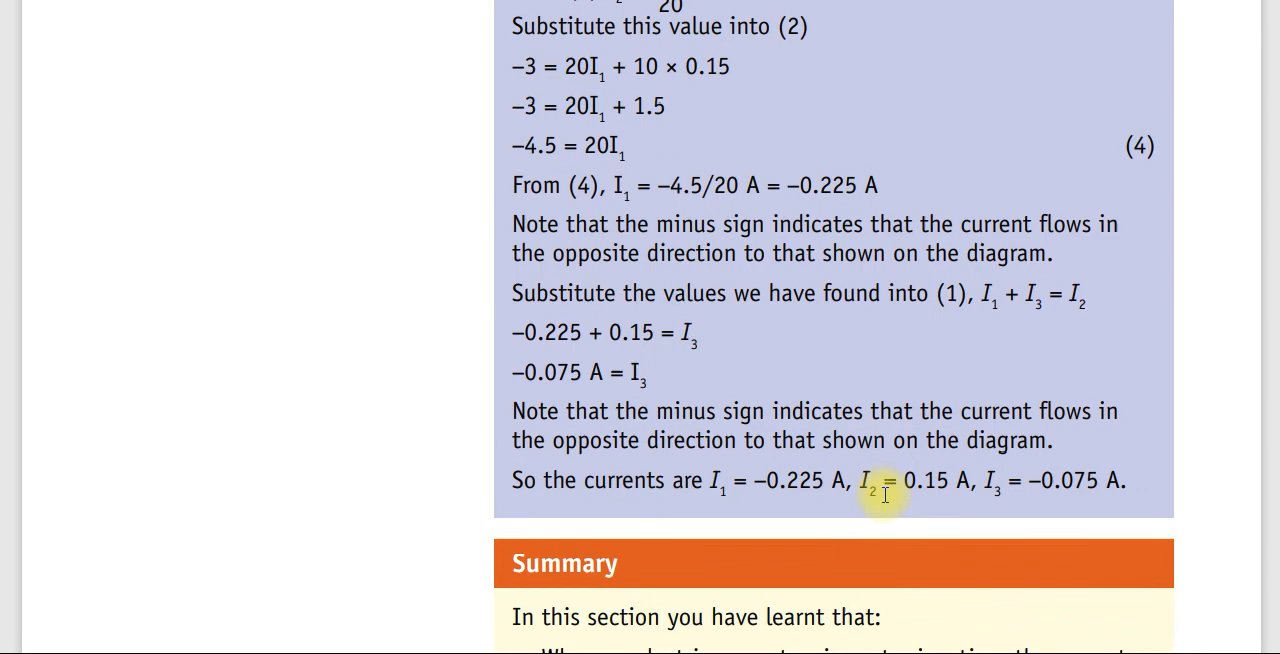 20
Substitute this value into (2)
–3 = 20I₁ + 10 × 0.15
–3 = 20I₁ + 1.5
–4.5 = 20I₁ (4)
From (4), I₁ = –4.5/20 A = –0.225 A
Note that the minus sign indicates that the current flows in
the opposite direction to that shown on the diagram.
Substitute the values we have found into (1), I₁ + I₃ = I₂
–0.225 + 0.15 = I₃
–0.075 A = I₃
Note that the minus sign indicates that the current flows in
the opposite direction to that shown on the diagram.
So the currents are I₁ = –0.225 A, I₂ = 0.15 A, I₃ = –0.075 A.
Summary
In this section you have learnt that: